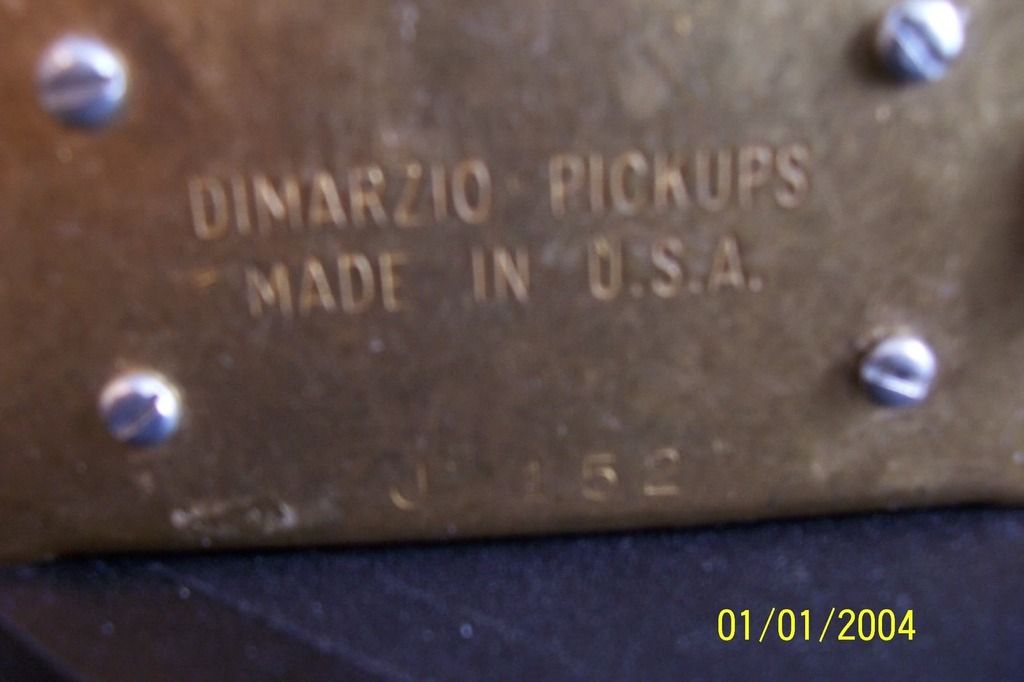 DIMARZIO PICKUPS
MADE IN U.S.A.
J 152
01/01/2004